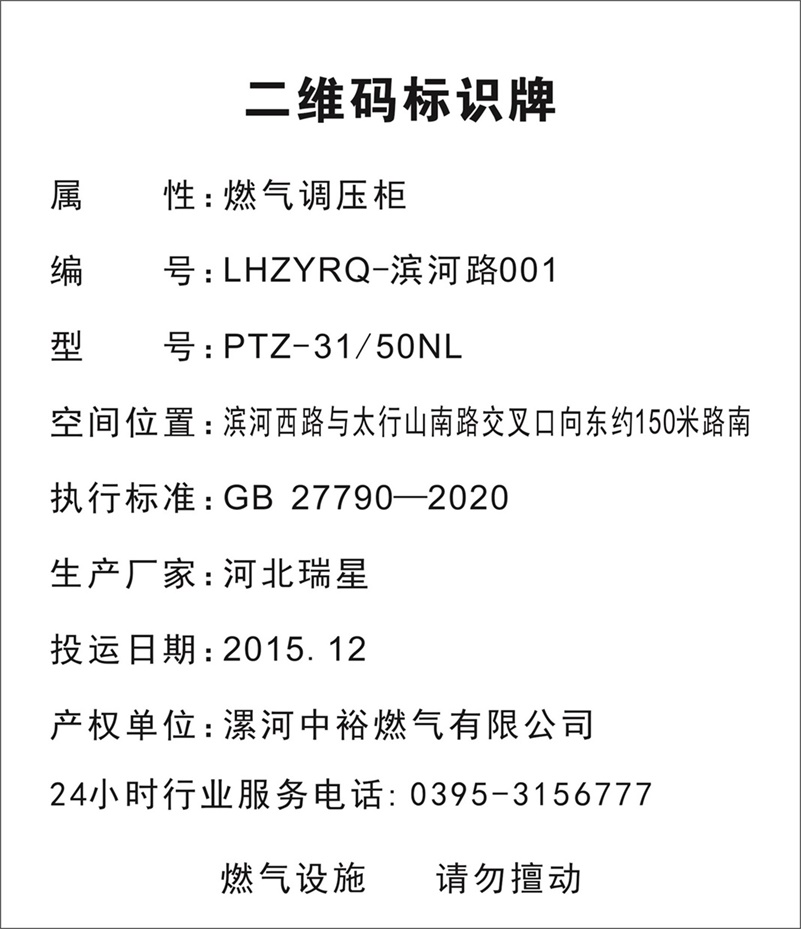 二维码标识牌
属　　性:燃气调压柜
编　　号:LHZYRQ-滨河路001
型　　号:PTZ-31/50NL
空间位置:滨河西路与太行山南路交叉口向东约150米路南
执行标准:GB 27790—2020
生产厂家:河北瑞星
投运日期:2015.12
产权单位:漯河中裕燃气有限公司
24小时行业服务电话: 0395-3156777
燃气设施　　请勿擅动